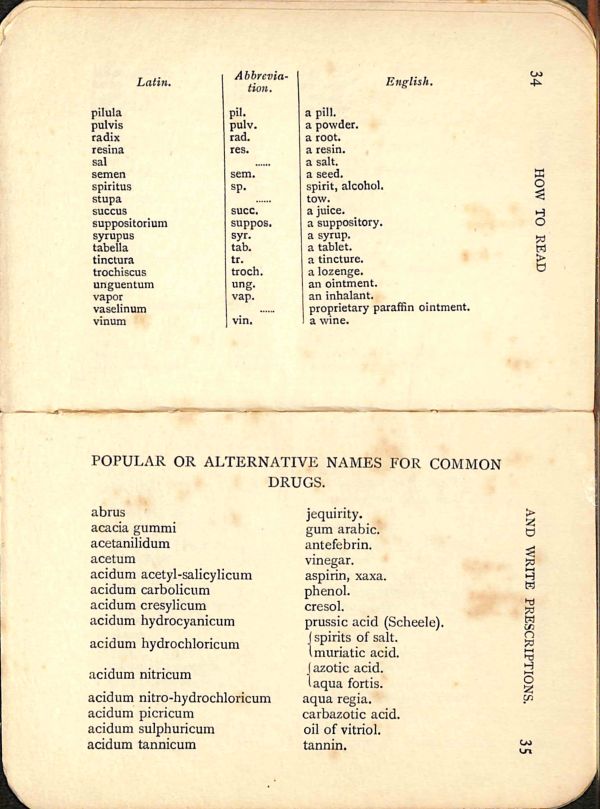 34
HOW TO READ
Latin. Abbrevia-tion. English.
pilula pil. a pill.
pulvis pulv. a powder.
radix rad. a root.
resina res. a resin.
sal ...... a salt.
semen sem. a seed.
spiritus sp. spirit, alcohol.
stupa ...... tow.
succus succ. a juice.
suppositorium suppos. a suppository.
syrupus syr. a syrup.
tabella tab. a tablet.
tinctura tr. a tincture.
trochiscus troch. a lozenge.
unguentum ung. an ointment.
vapor vap. an inhalant.
vaselinum ...... proprietary paraffin ointment.
vinum vin. a wine.
POPULAR OR ALTERNATIVE NAMES FOR COMMON
DRUGS.
abrus jequirity.
acacia gummi gum arabic.
acetanilidum antefebrin.
acetum vinegar.
acidum acetyl-salicylicum aspirin, xaxa.
acidum carbolicum phenol.
acidum cresylicum cresol.
acidum hydrocyanicum prussic acid (Scheele).
acidum hydrochloricum spirits of salt.
muriatic acid.
acidum nitricum azotic acid.
aqua fortis.
acidum nitro-hydrochloricum aqua regia.
acidum picricum carbazotic acid.
acidum sulphuricum oil of vitriol.
acidum tannicum tannin.
AND WRITE PRESCRIPTIONS.
35